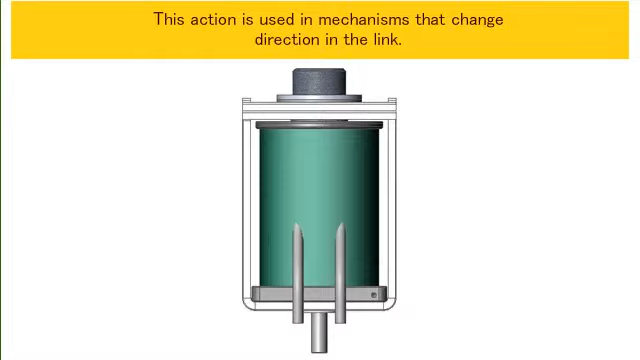 This action is used in mechanisms that change
direction in the link.